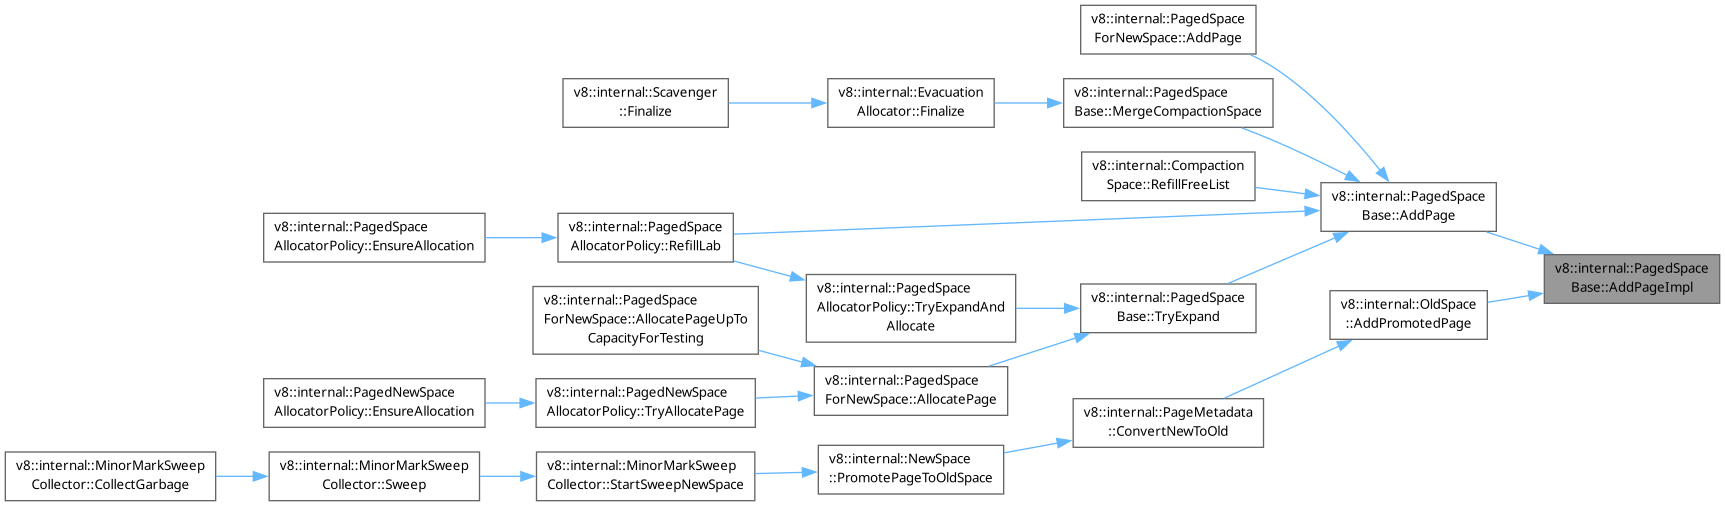 v8::internal::PagedSpace
ForNewSpace::AddPage
v8::internal::Scavenger
::Finalize
v8::internal::Evacuation
Allocator::Finalize
v8::internal::PagedSpace
Base::MergeCompactionSpace
v8::internal::Compaction
Space::RefillFreeList
v8::internal::PagedSpace
Base::AddPage
v8::internal::PagedSpace
AllocatorPolicy::EnsureAllocation
v8::internal::PagedSpace
AllocatorPolicy::RefillLab
v8::internal::PagedSpace
Base::AddPageImpl
v8::internal::PagedSpace
AllocatorPolicy::TryExpandAnd
Allocate
v8::internal::PagedSpace
Base::TryExpand
v8::internal::OldSpace
::AddPromotedPage
v8::internal::PagedSpace
ForNewSpace::AllocatePageUpTo
CapacityForTesting
v8::internal::PagedSpace
ForNewSpace::AllocatePage
v8::internal::PagedNewSpace
AllocatorPolicy::EnsureAllocation
v8::internal::PagedNewSpace
AllocatorPolicy::TryAllocatePage
v8::internal::PageMetadata
::ConvertNewToOld
v8::internal::MinorMarkSweep
Collector::CollectGarbage
v8::internal::MinorMarkSweep
Collector::Sweep
v8::internal::MinorMarkSweep
Collector::StartSweepNewSpace
v8::internal::NewSpace
::PromotePageToOldSpace